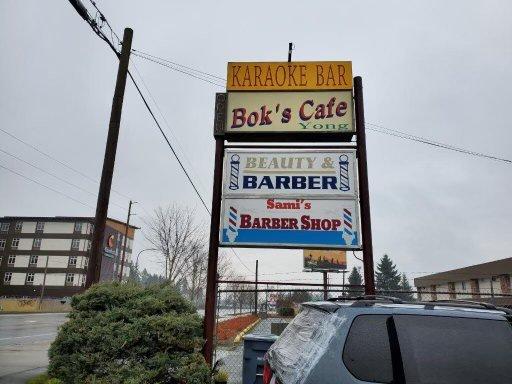 KARAOKE BAR
Bok's Cafe
Yong
BEAUTY &
BARBER
Sami's
BARBER SHOP